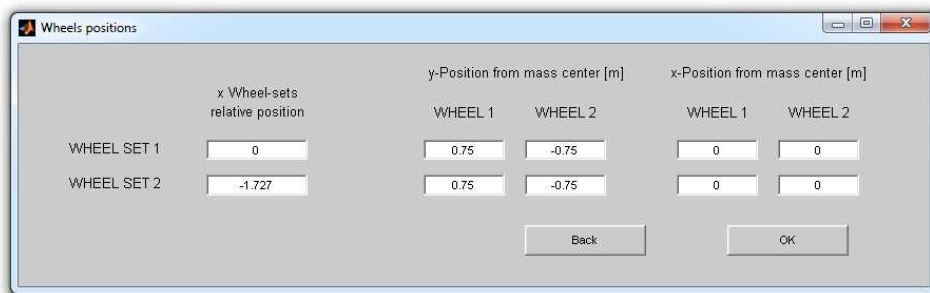 Wheels positions
y-Position from mass center [m] x-Position from mass center [m]
x Wheel-sets
relative position
WHEEL 1 WHEEL 2 WHEEL 1 WHEEL 2
WHEEL SET 1 0 0.75 -0.75 0 0
WHEEL SET 2 -1.727 0.75 -0.75 0 0
Back OK